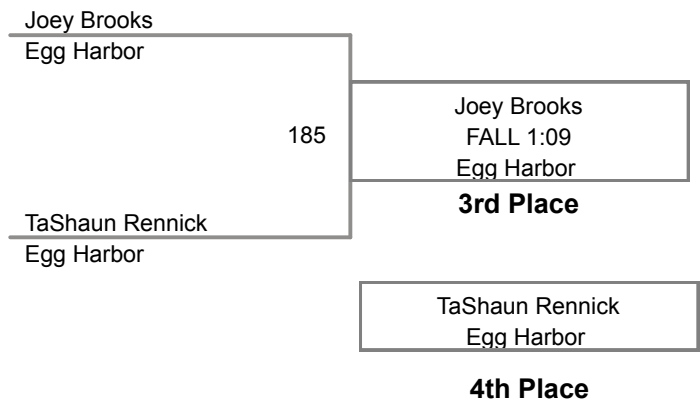 Joey Brooks
Egg Harbor
185
Joey Brooks
FALL 1:09
Egg Harbor
3rd Place
TaShaun Rennick
Egg Harbor
TaShaun Rennick
Egg Harbor
4th Place